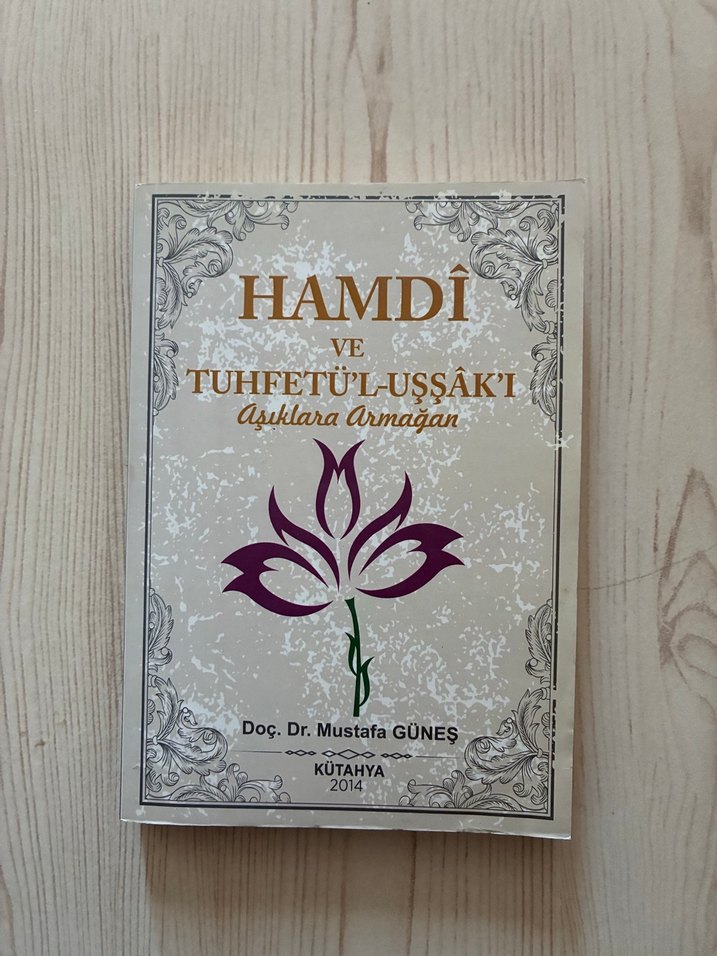 HAMDÎ
VE
TUHFETÜ'L-UŞŞÂK'I
Aşıklara Armağan
Doç. Dr. Mustafa GÜNEŞ
KÜTAHYA
2014